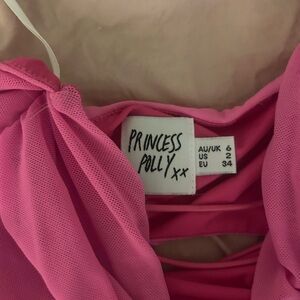 PRINCESS
POLLY
xx
AU/UK 6
US 2
EU 34